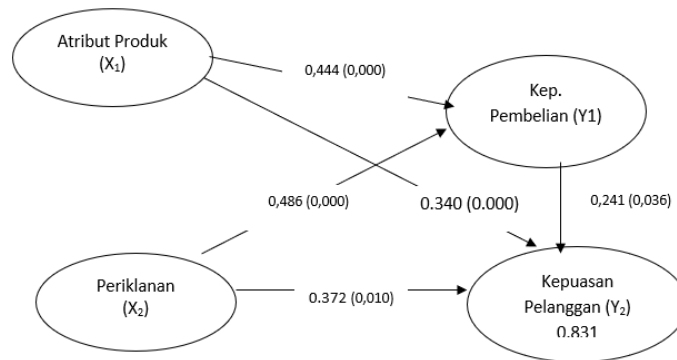 Atribut Produk
(X₁)
0,444 (0,000)
Kep.
Pembelian (Y1)
0,486 (0,000)
0.340 (0.000)
0,241 (0,036)
Periklanan
(X₂)
0.372 (0,010)
Kepuasan
Pelanggan (Y₂)
0.831